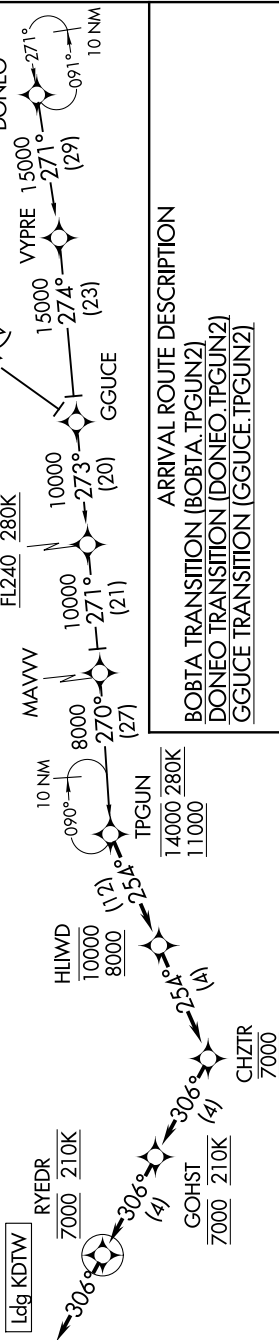 Ldg KDTW
306°
RYEDR
7000 210K
306°
(4)
GOHST
7000 210K
306°
(4)
CHZTR
7000
254°
(4)
HLIWD
10000
8000
254°
(12)
TPGUN
14000 280K
11000
10 NM
090°
8000
270°
(27)
MAVVV
10000
271°
(21)
FL240 280K
10000
273°
(20)
GGUCE
15000
274°
(23)
VYPRE
15000
271°
(29)
DONEO
271°
091°
10 NM
ARRIVAL ROUTE DESCRIPTION
BOBTA TRANSITION (BOBTA.TPGUN2)
DONEO TRANSITION (DONEO.TPGUN2)
GGUCE TRANSITION (GGUCE.TPGUN2)